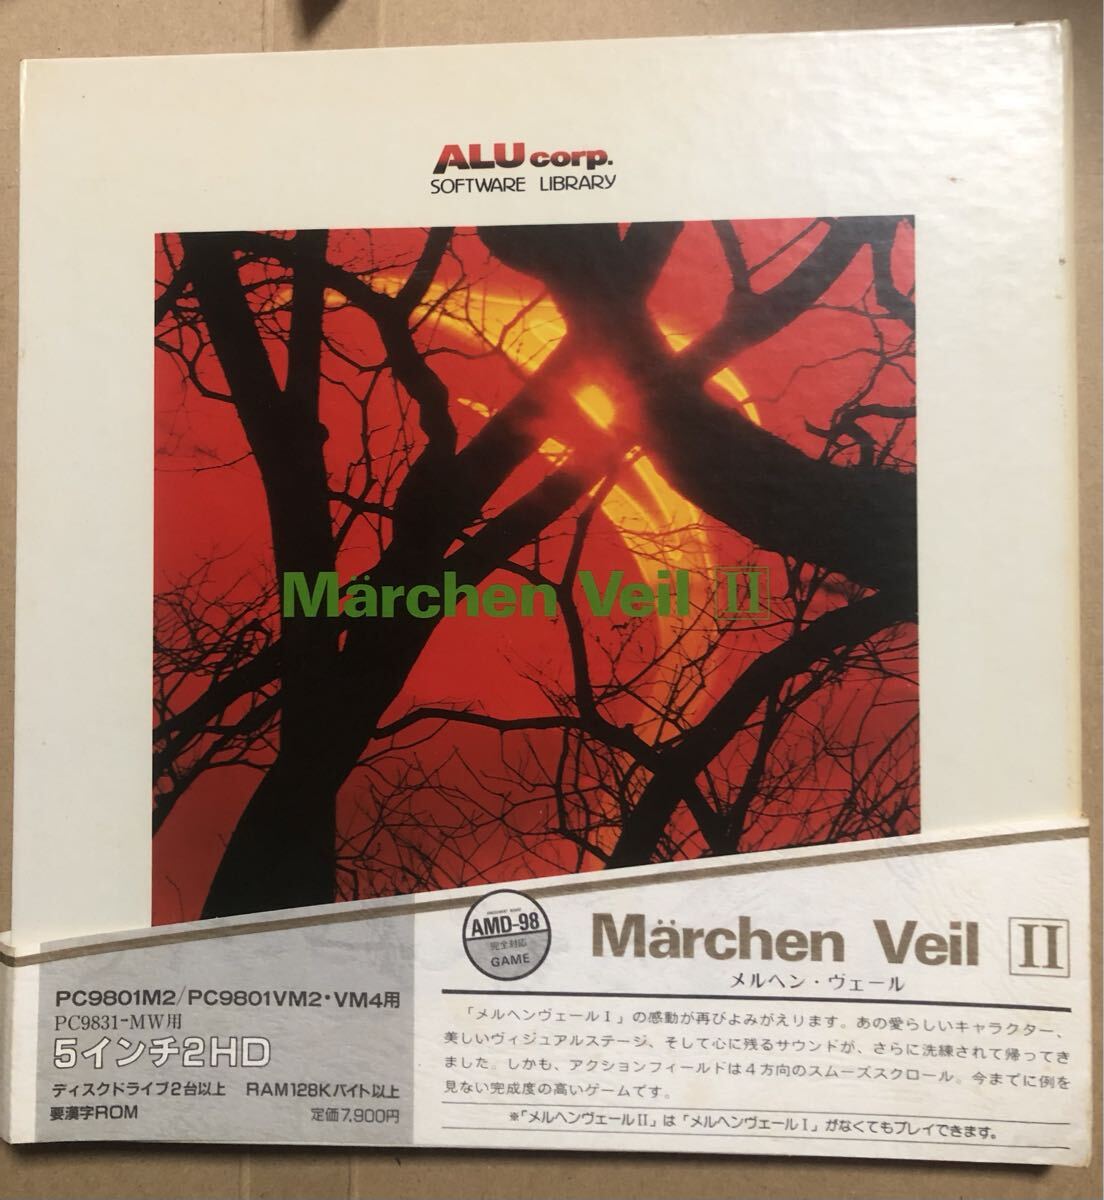 ALU corp.
SOFTWARE LIBRARY
Märchen Veil II
AMD-98
完全対応
GAME
Märchen Veil II
メルヘン・ヴェール
PC9801M2/PC9801VM2・VM4用
PC9831-MW用
5インチ2HD
ディスクドライブ2台以上 RAM128Kバイト以上
要漢字ROM
定価7,900円
「メルヘンヴェールI」の感動が再びよみがえります。あの愛らしいキャラクター、
美しいヴィジュアルステージ、そして心に残るサウンドが、さらに洗練されて帰ってき
ました。しかも、アクションフィールドは4方向のスムーズスクロール。今までに例を
見ない完成度の高いゲームです。
※「メルヘンヴェールII」は「メルヘンヴェールI」がなくてもプレイできます。